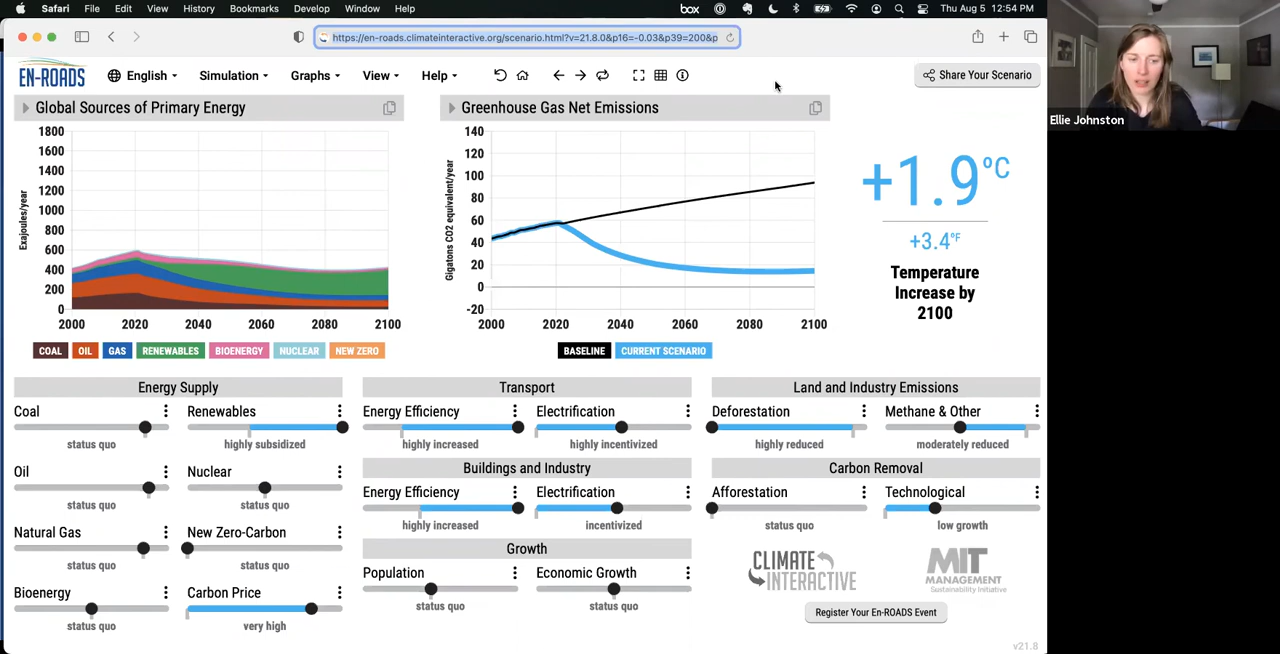 Safari File Edit View History Bookmarks Develop Window Help box Thu Aug 5 12:54 PM
https://en-roads.climateinteractive.org/scenario.html?v=21.8.0&p16=-0.03&p39=200&p
EN-ROADS English Simulation Graphs View Help Share Your Scenario
Ellie Johnston
Global Sources of Primary Energy
Exajoules/year
1800
1600
1400
1200
1000
800
600
400
200
0
2000 2020 2040 2060 2080 2100
COAL OIL GAS RENEWABLES BIOENERGY NUCLEAR NEW ZERO
Greenhouse Gas Net Emissions
Gigatons CO2 equivalent/year
140
120
100
80
60
40
20
0
-20
2000 2020 2040 2060 2080 2100
BASELINE CURRENT SCENARIO
+1.9°C
+3.4°F
Temperature
Increase by
2100
Energy Supply
Coal
status quo
Renewables
highly subsidized
Oil
status quo
Nuclear
status quo
Natural Gas
status quo
New Zero-Carbon
status quo
Bioenergy
status quo
Carbon Price
very high
Transport
Energy Efficiency
highly increased
Electrification
highly incentivized
Buildings and Industry
Energy Efficiency
highly increased
Electrification
incentivized
Growth
Population
status quo
Economic Growth
status quo
Land and Industry Emissions
Deforestation
highly reduced
Methane & Other
moderately reduced
Carbon Removal
Afforestation
status quo
Technological
low growth
CLIMATE
INTERACTIVE
MIT
MANAGEMENT
Sustainability Initiative
Register Your En-ROADS Event
v21.8